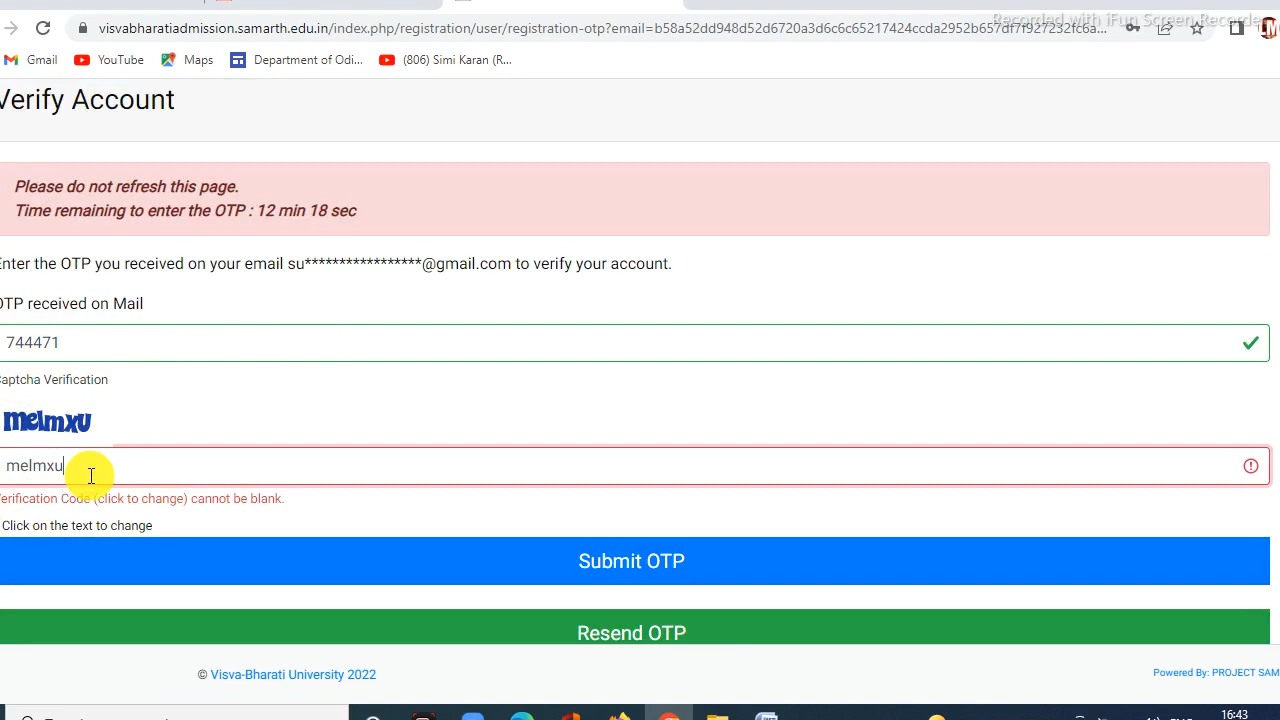 Recorded with iFun Screen Recorde
visvabharatiadmission.samarth.edu.in/index.php/registration/user/registration-otp?email=b58a52dd948d52d6720a3d6c6c65217424ccda2952b657df7f927232fc6a...
Gmail YouTube Maps Department of Odi... (806) Simi Karan (R...
Verify Account
Please do not refresh this page.
Time remaining to enter the OTP : 12 min 18 sec
Enter the OTP you received on your email su*****************@gmail.com to verify your account.
OTP received on Mail
744471
Captcha Verification
melmxu
melmxu
Verification Code (click to change) cannot be blank.
Click on the text to change
Submit OTP
Resend OTP
© Visva-Bharati University 2022
Powered By: PROJECT SAM
16:43